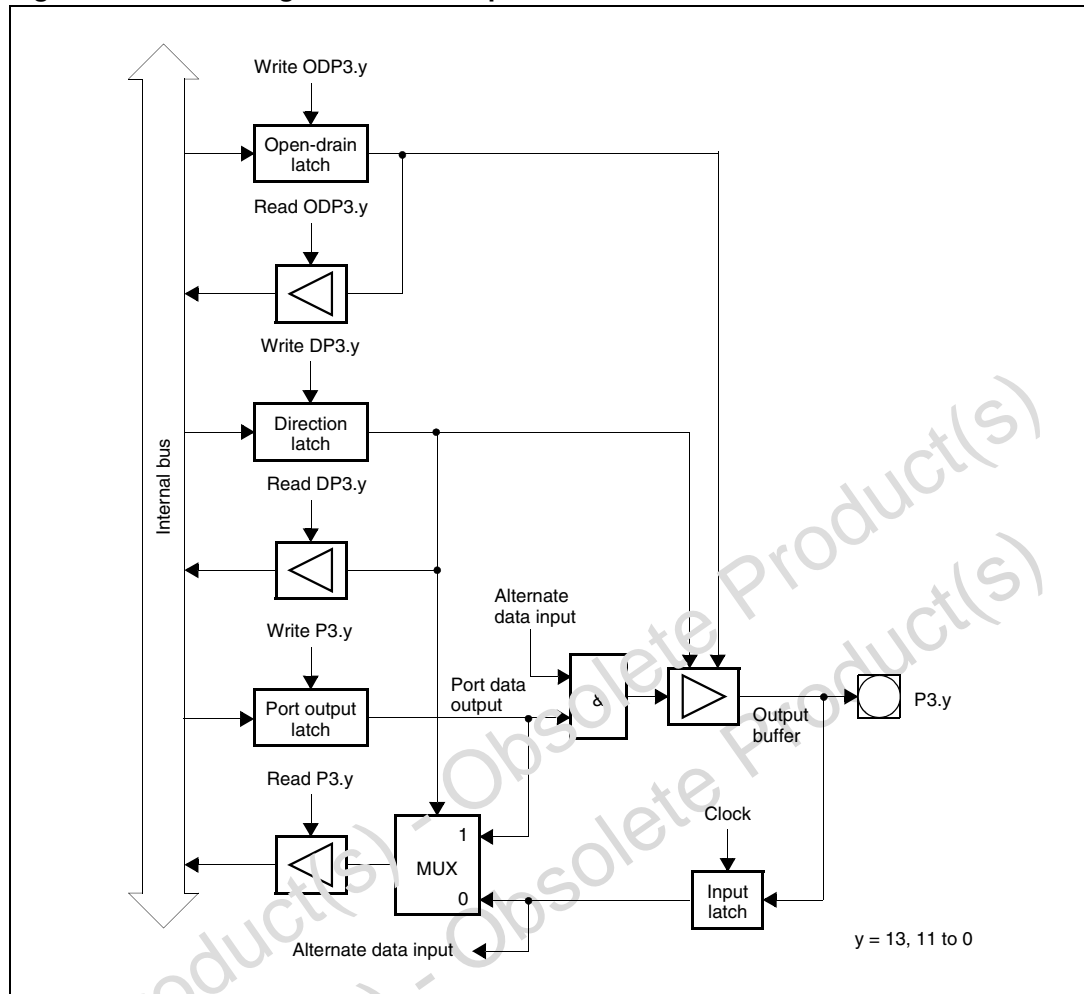 Write ODP3.y
Open-drain
latch
Read ODP3.y
Write DP3.y
Direction
latch
Internal bus
Read DP3.y
Alternate
data input
Write P3.y
Port data
output
&
Port output
latch
P3.y
Output
buffer
Read P3.y
Clock
1
MUX
0
Input
latch
Alternate data input
y = 13, 11 to 0
Product(s) - Obsolete Product(s)
Product(s) - Obsolete Product(s)